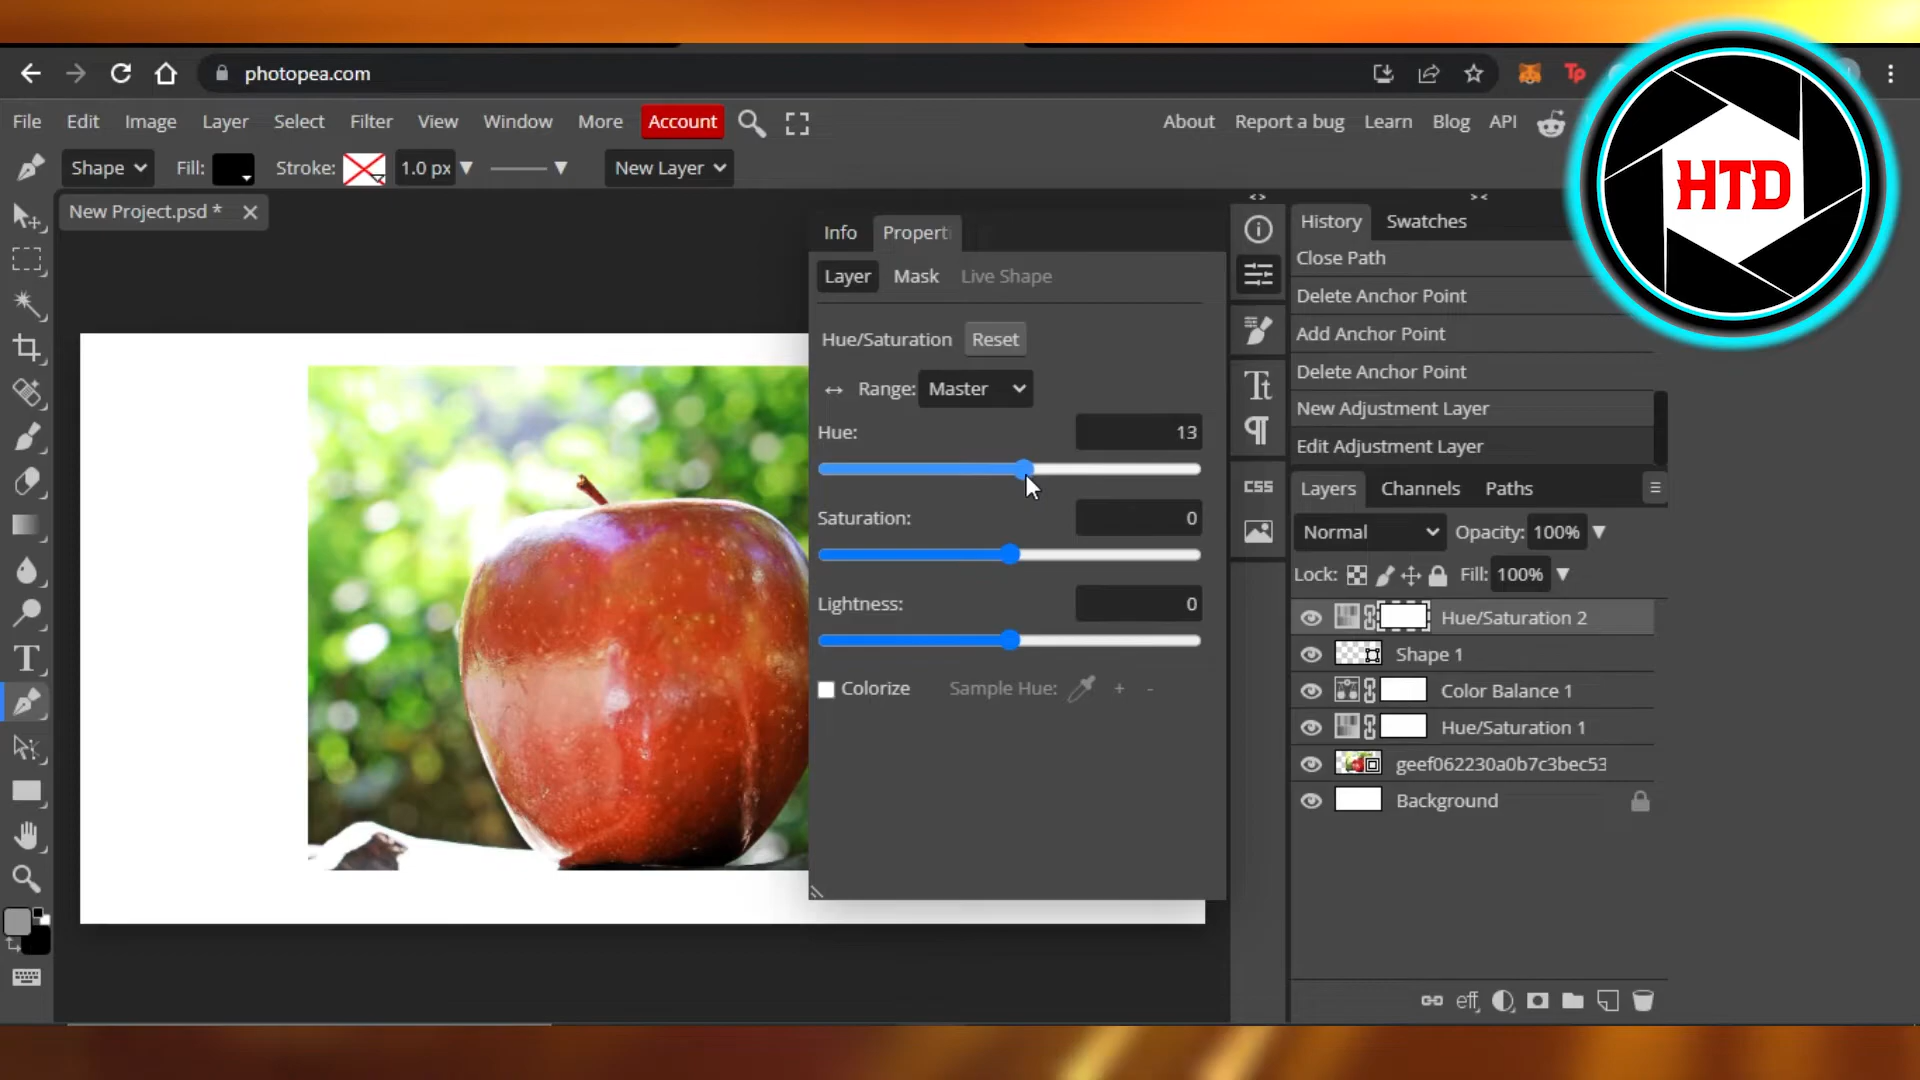 photopea.com
Tp
HTD
File Edit Image Layer Select Filter View Window More Account
About Report a bug Learn Blog API
Shape Fill: Stroke: 1.0 px New Layer
New Project.psd *
Info Properti
History Swatches
Layer Mask Live Shape
Close Path
Delete Anchor Point
Add Anchor Point
Delete Anchor Point
New Adjustment Layer
Edit Adjustment Layer
Hue/Saturation Reset
Range: Master
Hue: 13
Saturation: 0
Lightness: 0
Colorize Sample Hue: + -
Tt
CSS
T
Layers Channels Paths
Normal Opacity: 100%
Lock: Fill: 100%
Hue/Saturation 2
Shape 1
Color Balance 1
Hue/Saturation 1
geef062230a0b7c3bec53
Background
eff